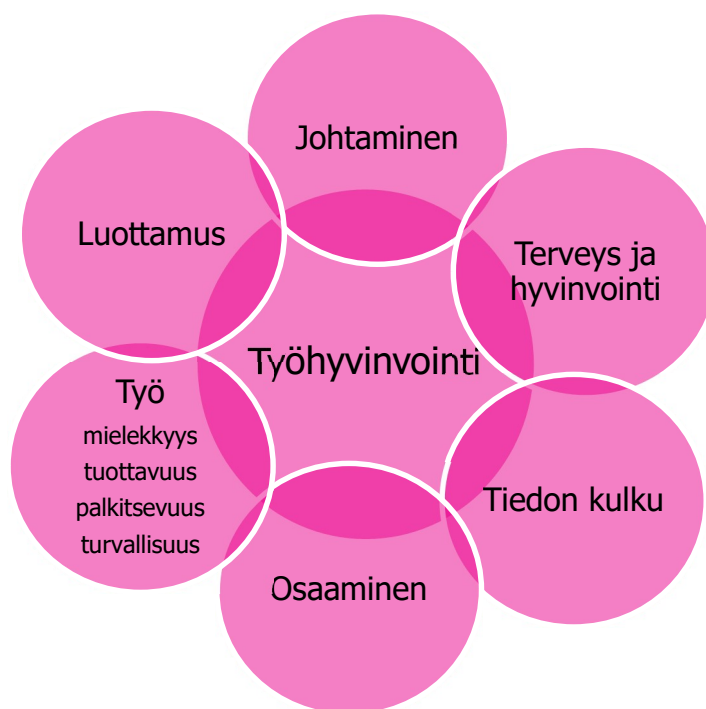 Johtaminen
Luottamus
Terveys ja
hyvinvointi
Työhyvinvointi
Työ
mielekkyys
tuottavuus
palkitsevuus
turvallisuus
Tiedon kulku
Osaaminen